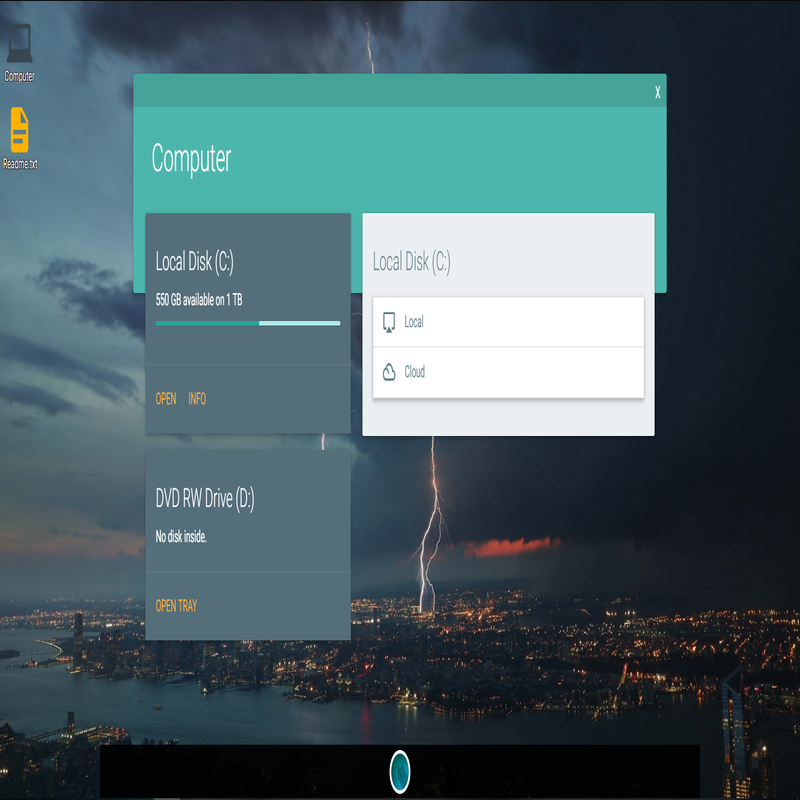 Computer
Readme.txt
X
Computer
Local Disk (C:)
550 GB available on 1 TB
OPEN INFO
Local Disk (C:)
Local
Cloud
DVD RW Drive (D:)
No disk inside.
OPEN TRAY